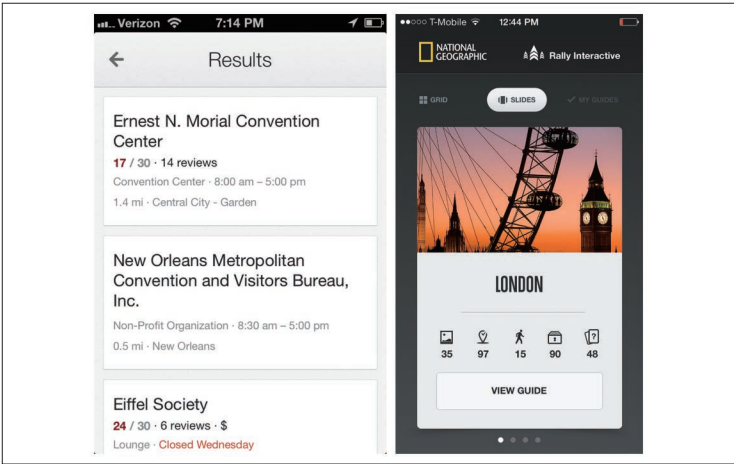 Verizon 7:14 PM
Results
Ernest N. Morial Convention
Center
17 / 30 · 14 reviews
Convention Center · 8:00 am – 5:00 pm
1.4 mi · Central City - Garden
New Orleans Metropolitan
Convention and Visitors Bureau,
Inc.
Non-Profit Organization · 8:30 am – 5:00 pm
0.5 mi · New Orleans
Eiffel Society
24 / 30 · 6 reviews · $
Lounge · Closed Wednesday
T-Mobile 12:44 PM
NATIONAL
GEOGRAPHIC
Rally Interactive
GRID SLIDES MY GUIDES
LONDON
35 97 15 90 48
VIEW GUIDE